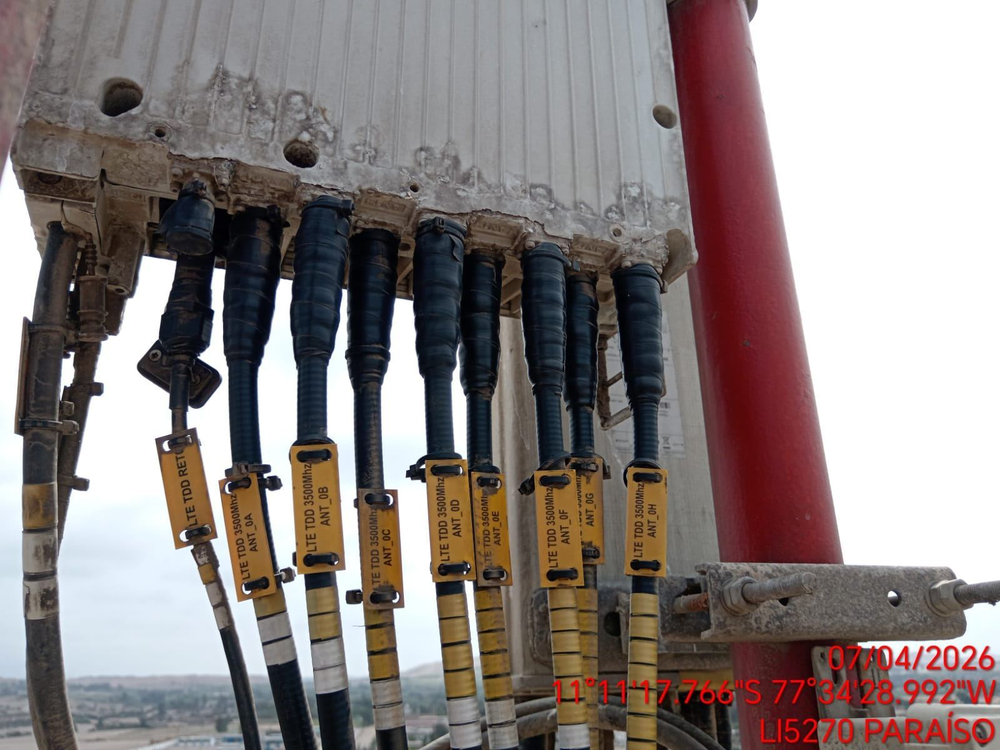 LTE TDD RET
LTE TDD 3500Mhz
ANT_0A
LTE TDD 3500Mhz
ANT_0B
LTE TDD 3500Mhz
ANT_0C
LTE TDD 3500Mhz
ANT_0D
LTE TDD 3500Mhz
ANT_0E
LTE TDD 3500Mhz
ANT_0F
TDD 3500Mhz
ANT_0G
LTE TDD 3500Mhz
ANT_0H
07/04/2026
11°11'17.766"S 77°34'28.992"W
LI5270 PARAÍSO